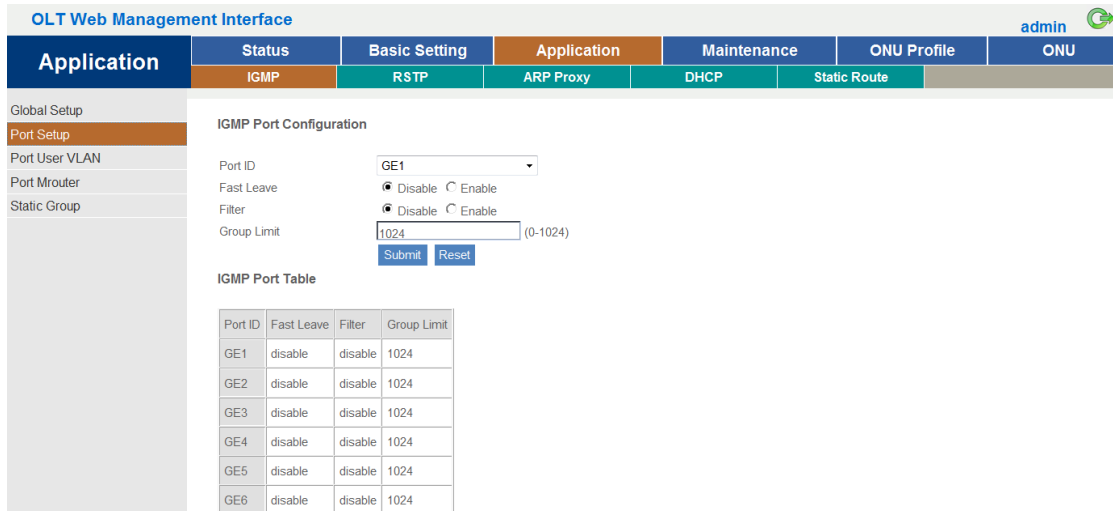 OLT Web Management Interface
admin
Application
Status Basic Setting Application Maintenance ONU Profile ONU
IGMP RSTP ARP Proxy DHCP Static Route
Global Setup
Port Setup
Port User VLAN
Port Mrouter
Static Group
IGMP Port Configuration
Port ID GE1
Fast Leave Disable Enable
Filter Disable Enable
Group Limit 1024 (0-1024)
Submit Reset
IGMP Port Table
Port ID Fast Leave Filter Group Limit
GE1 disable disable 1024
GE2 disable disable 1024
GE3 disable disable 1024
GE4 disable disable 1024
GE5 disable disable 1024
GE6 disable disable 1024